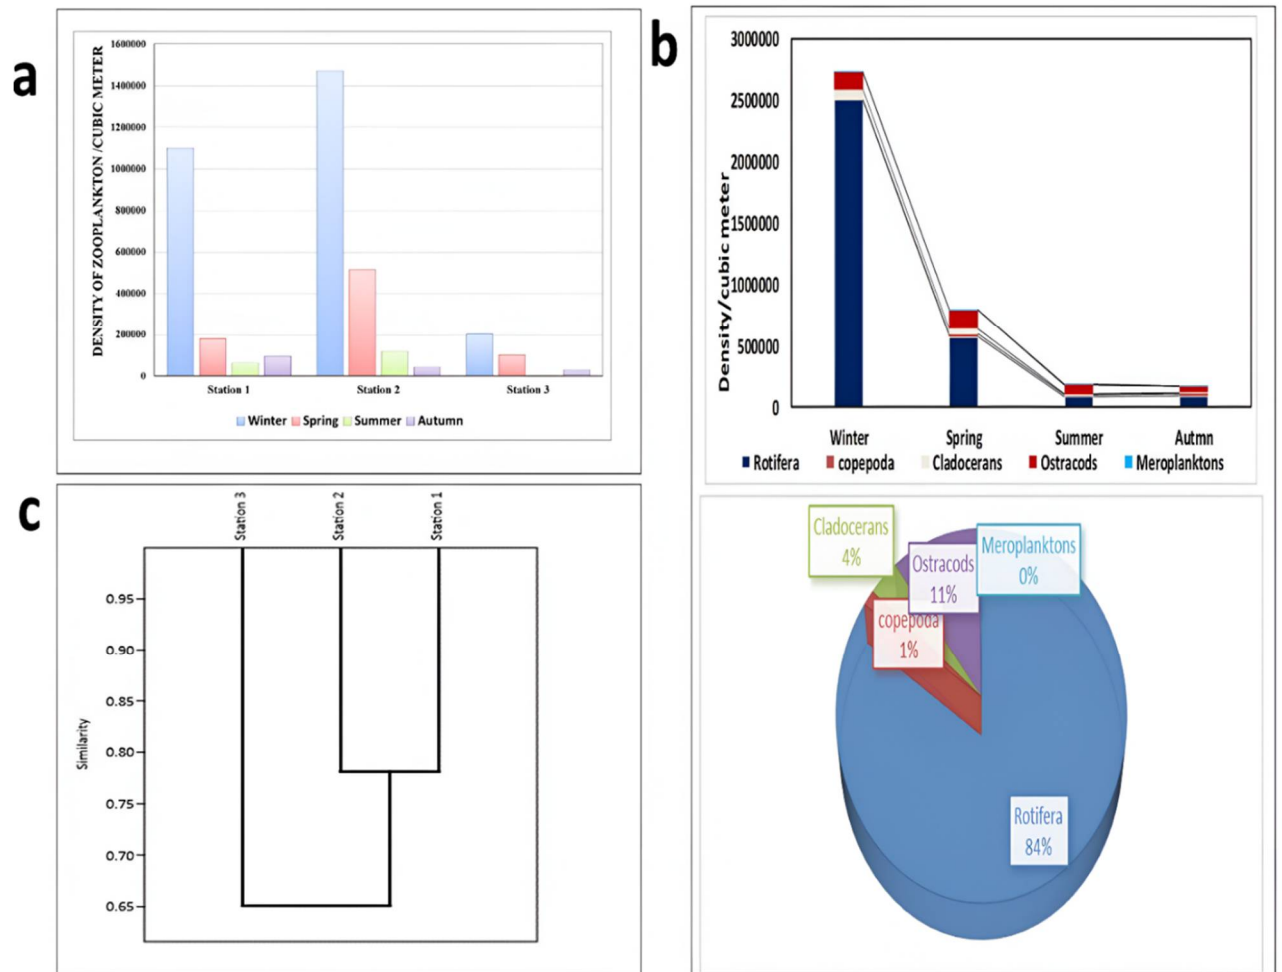 a
DENSITY OF ZOOPLANKTON /CUBIC METER
1600000
1400000
1200000
1000000
800000
600000
400000
200000
0
Station 1 Station 2 Station 3
Winter Spring Summer Autumn
b
Density/cubic meter
3000000
2500000
2000000
1500000
1000000
500000
0
Winter Spring Summer Autmn
Rotifera copepoda Cladocerans Ostracods Meroplanktons
c
Station 3 Station 2 Station 1
Similarity
0.95
0.90
0.85
0.80
0.75
0.70
0.65
Cladocerans
4%
Ostracods
11%
Meroplanktons
0%
copepoda
1%
Rotifera
84%